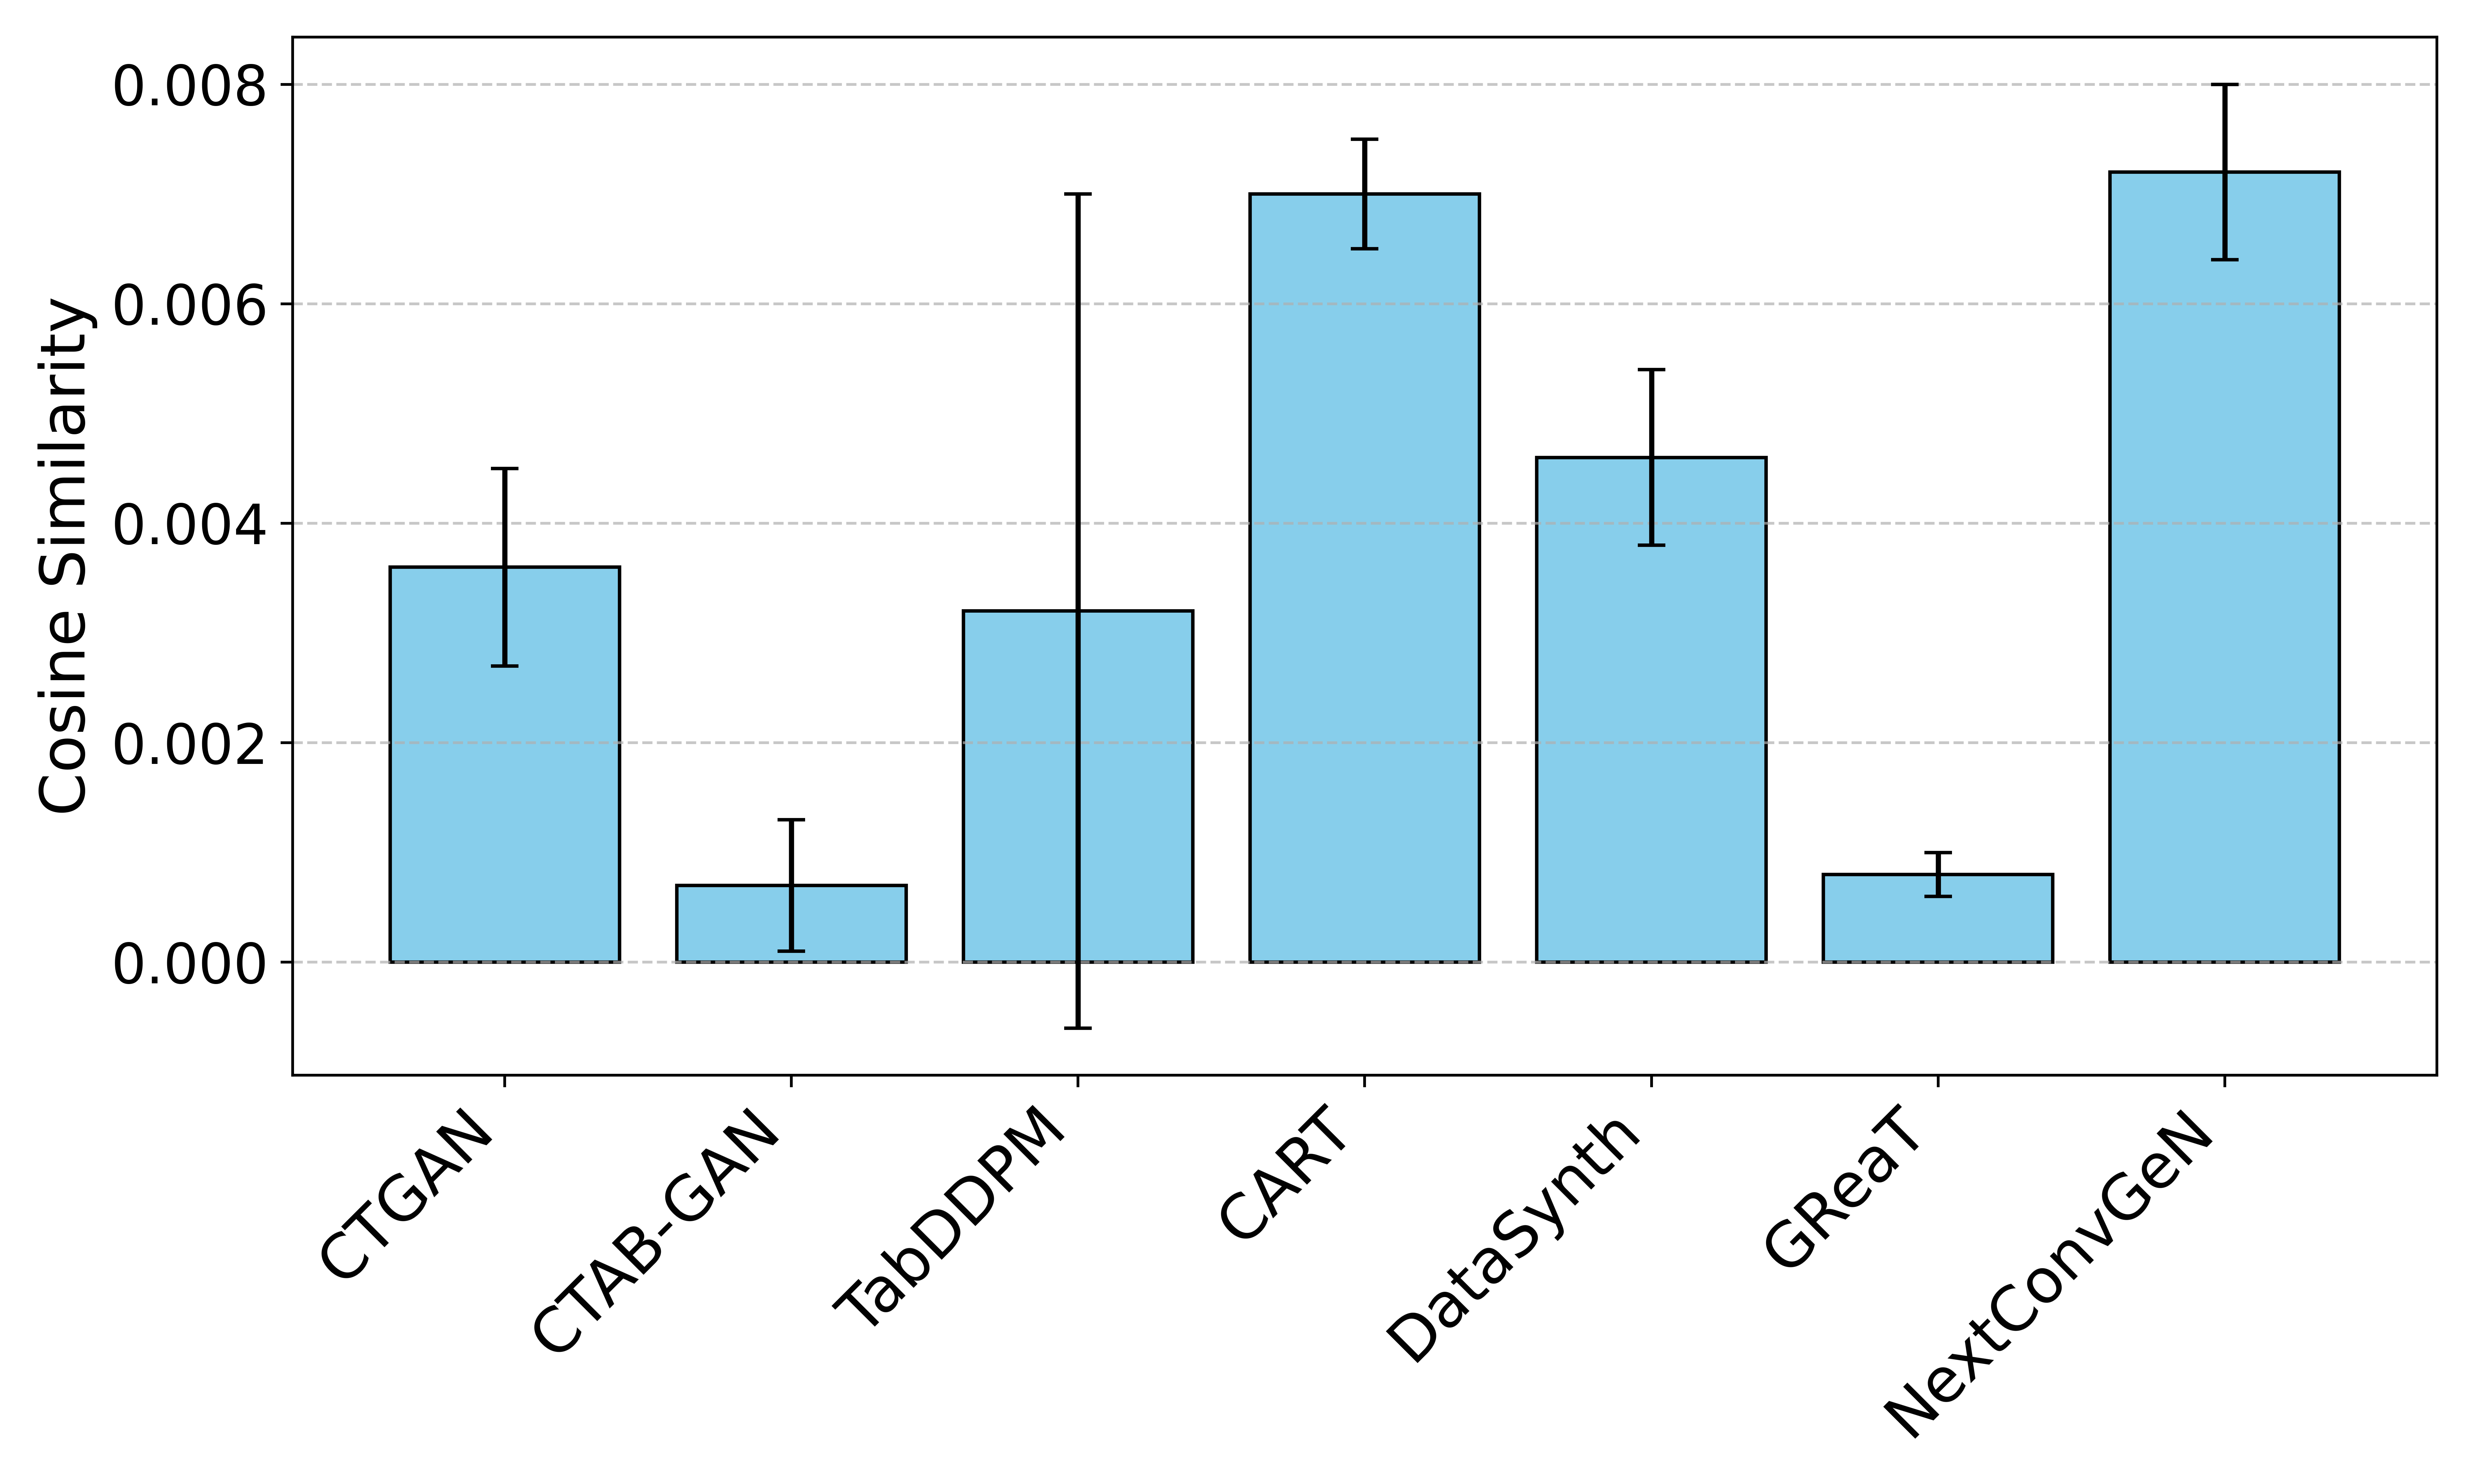 Cosine Similarity
0.008
0.006
0.004
0.002
0.000
CTGAN
CTAB-GAN
TabDDPM
CART
DataSynth
GReaT
NextConvGeN